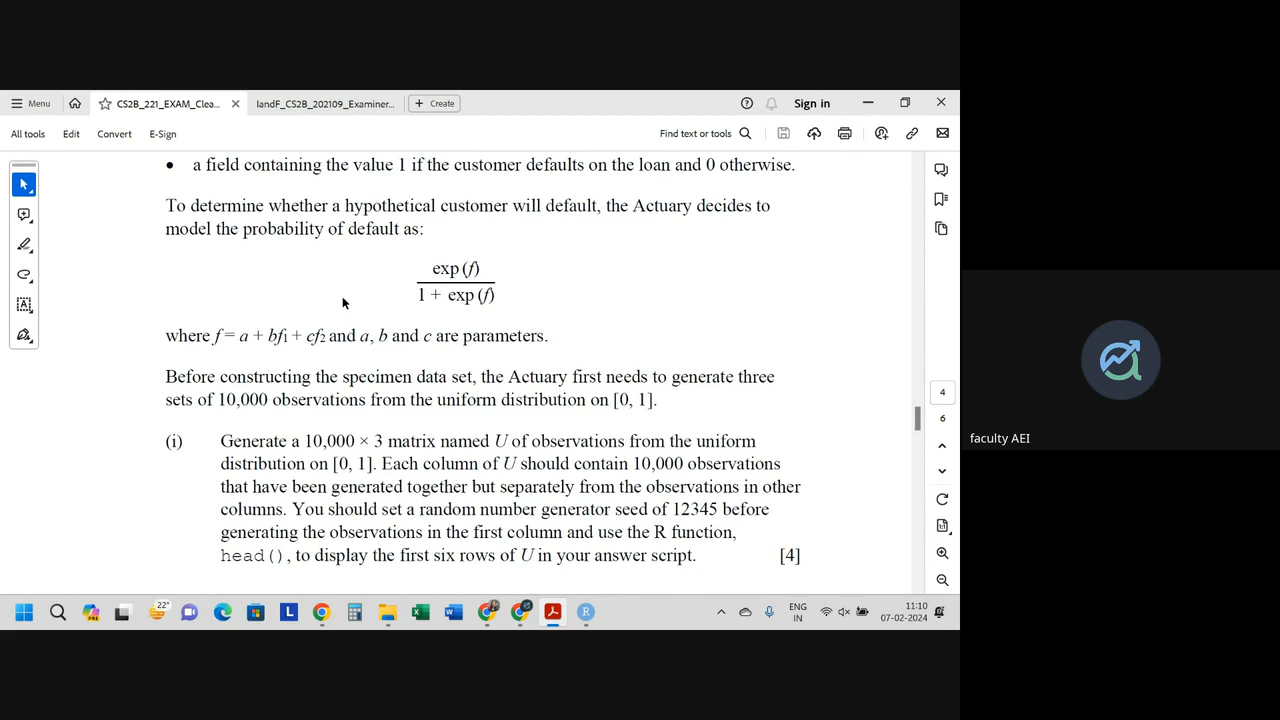 Menu
CS2B_221_EXAM_Clea...
IandF_CS2B_202109_Examiner...
Create
Sign in
All tools Edit Convert E-Sign
Find text or tools
• a field containing the value 1 if the customer defaults on the loan and 0 otherwise.
To determine whether a hypothetical customer will default, the Actuary decides to
model the probability of default as:
exp (f)
1 + exp (f)
where f = a + bf₁ + cf₂ and a, b and c are parameters.
Before constructing the specimen data set, the Actuary first needs to generate three
sets of 10,000 observations from the uniform distribution on [0, 1].
(i) Generate a 10,000 × 3 matrix named U of observations from the uniform
distribution on [0, 1]. Each column of U should contain 10,000 observations
that have been generated together but separately from the observations in other
columns. You should set a random number generator seed of 12345 before
generating the observations in the first column and use the R function,
head(), to display the first six rows of U in your answer script. [4]
4
6
faculty AEI
22°
PRE
L
R
ENG
IN
11:10
07-02-2024